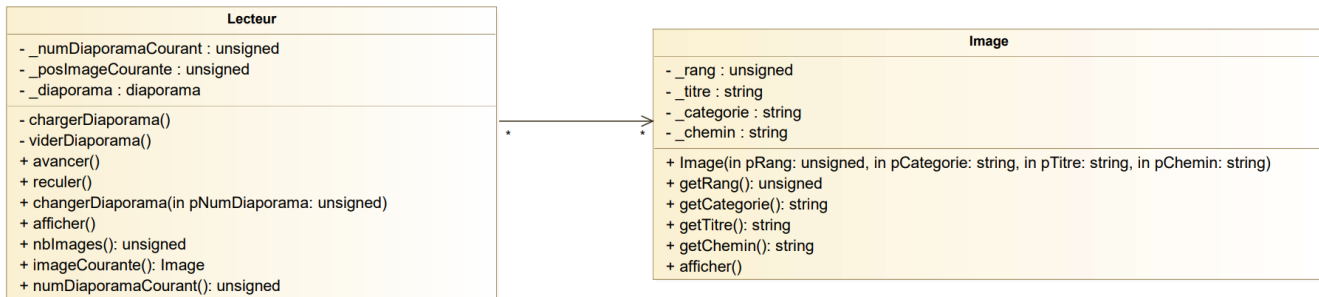 Lecteur
- _numDiaporamaCourant : unsigned
- _posImageCourante : unsigned
- _diaporama : diaporama
- chargerDiaporama()
- viderDiaporama()
+ avancer()
+ reculer()
+ changerDiaporama(in pNumDiaporama: unsigned)
+ afficher()
+ nbImages(): unsigned
+ imageCourante(): Image
+ numDiaporamaCourant(): unsigned
* *
Image
- _rang : unsigned
- _titre : string
- _categorie : string
- _chemin : string
+ Image(in pRang: unsigned, in pCategorie: string, in pTitre: string, in pChemin: string)
+ getRang(): unsigned
+ getCategorie(): string
+ getTitre(): string
+ getChemin(): string
+ afficher()